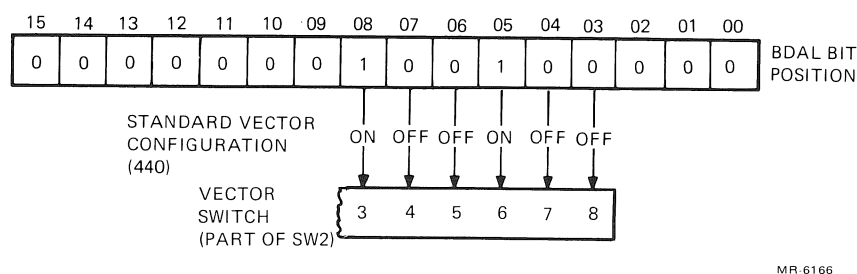 15 14 13 12 11 10 09 08 07 06 05 04 03 02 01 00
0 0 0 0 0 0 0 1 0 0 1 0 0 0 0 0
BDAL BIT
POSITION
STANDARD VECTOR
CONFIGURATION
(440)
ON OFF OFF ON OFF OFF
VECTOR
SWITCH
(PART OF SW2)
3 4 5 6 7 8
MR-6166